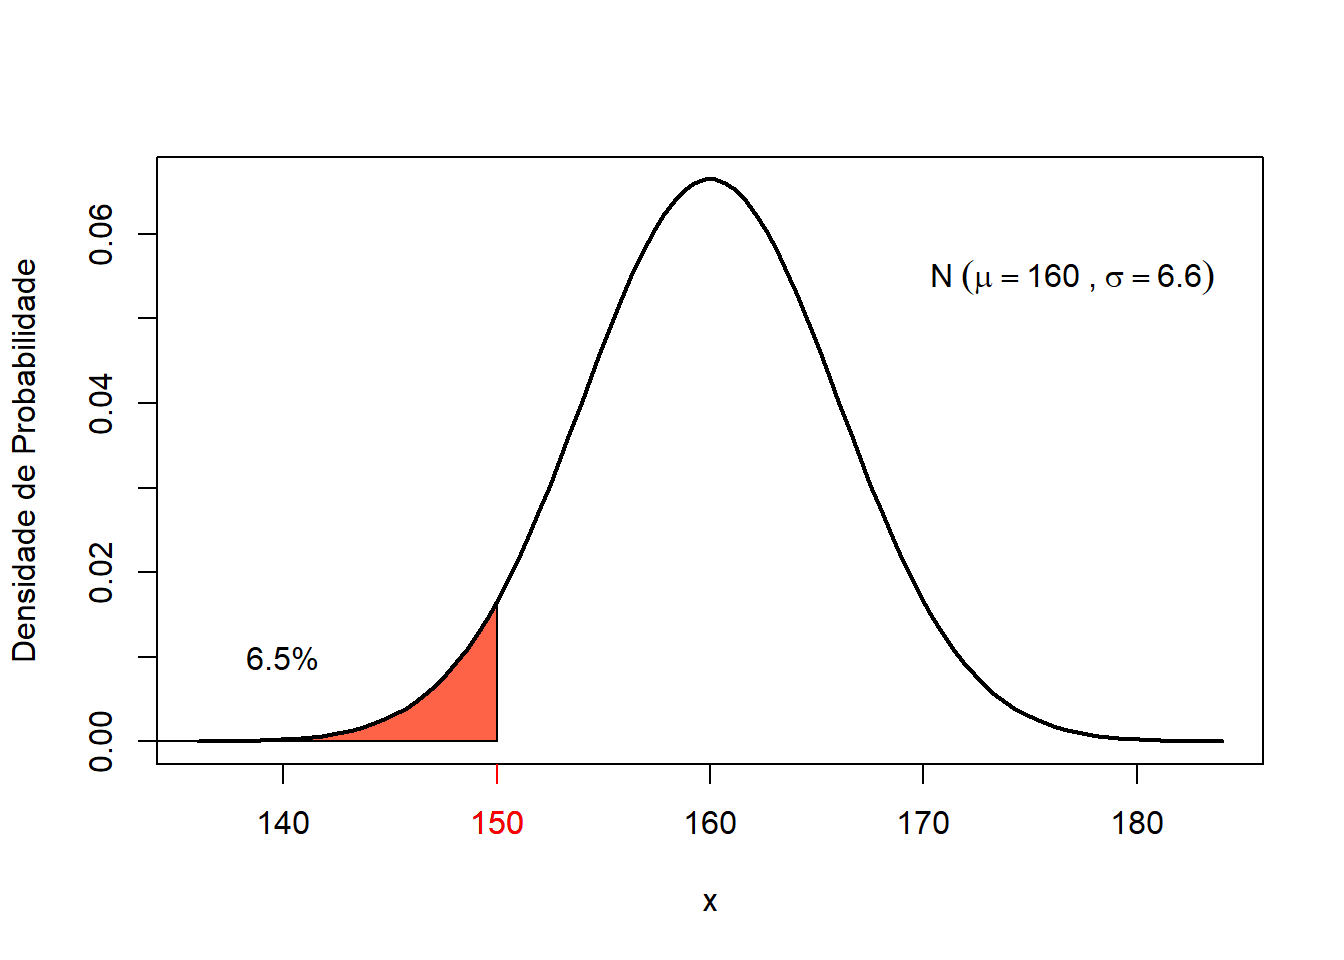 Densidade de Probabilidade
0.06
0.04
0.02
0.00
N (μ = 160 , σ = 6.6)
6.5%
140 150 160 170 180
x